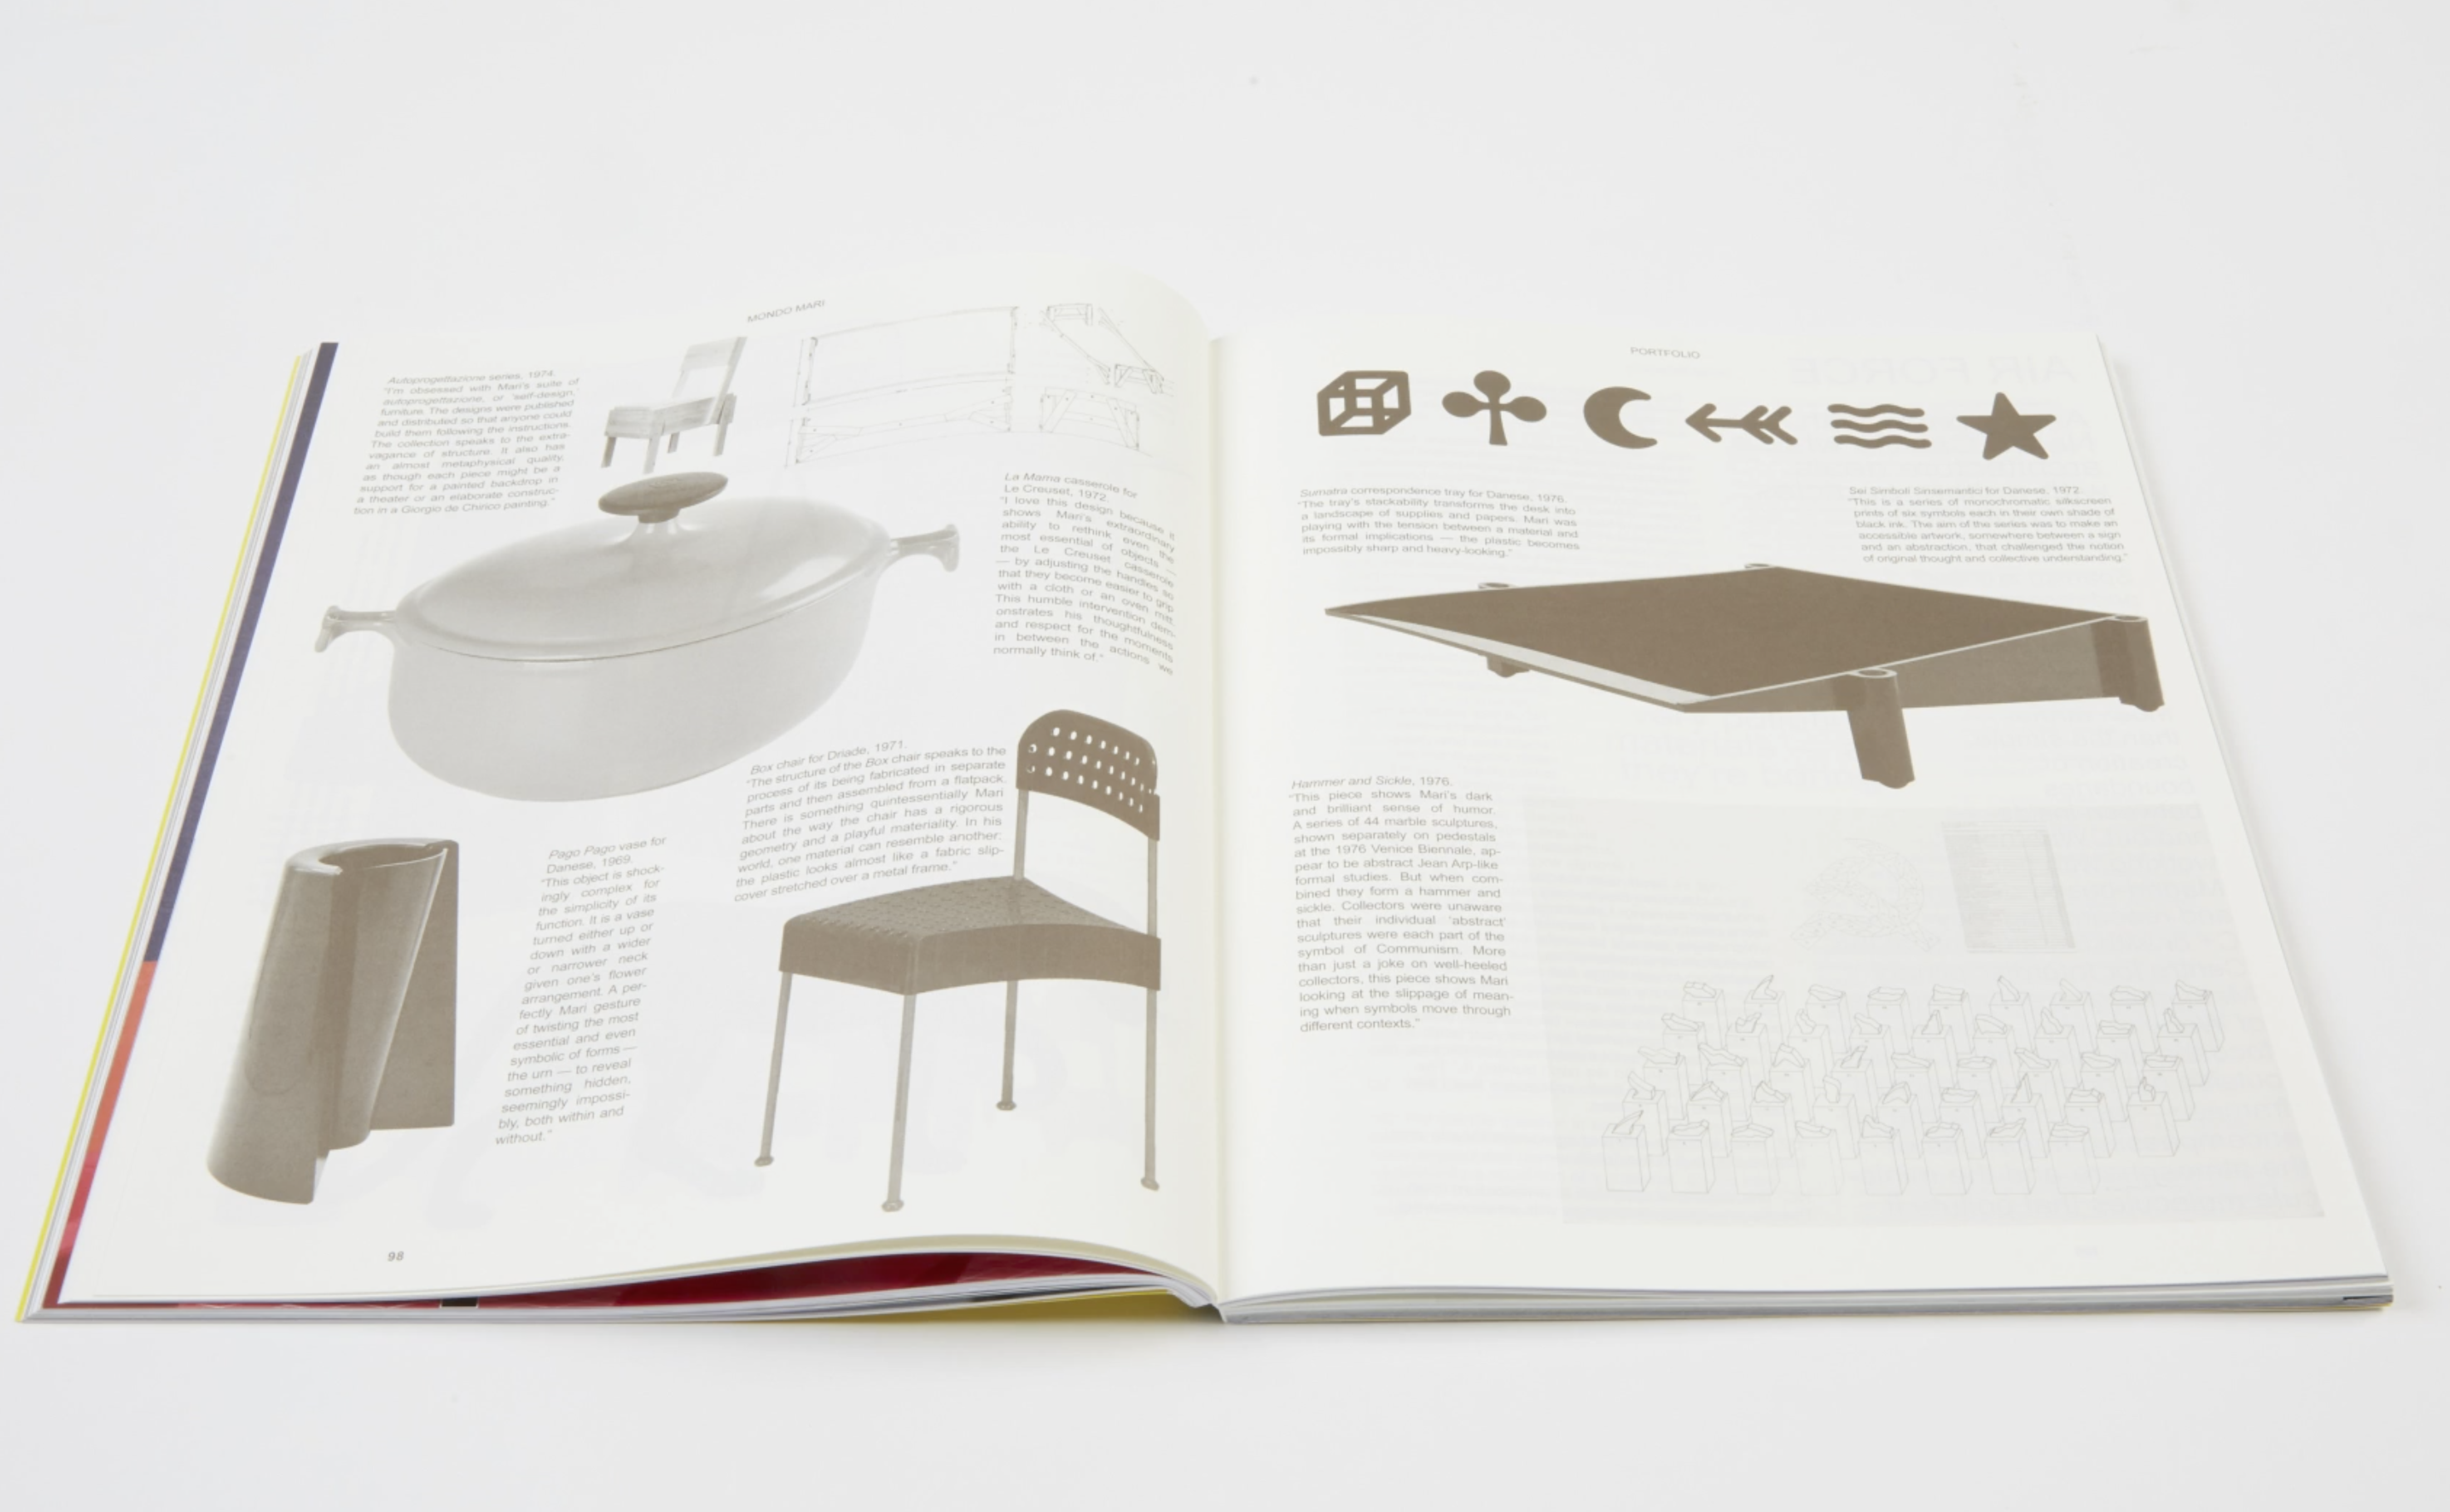 MONDO MARI
Autoprogettazione series, 1974.
"I'm obsessed with Mari's suite of
autoprogettazione, or 'self-design,'
furniture. The designs were published
and distributed so that anyone could
build them following the instructions.
The collection speaks to the extra-
vagance of structure. It also has
an almost metaphysical quality,
as though each piece might be a
support for a painted backdrop in
a theater or an elaborate construc-
tion in a Giorgio de Chirico painting."
La Mama casserole for
Le Creuset, 1972.
"I love this design because it
shows Mari's extraordinary
ability to rethink even the
most essential of objects —
the Le Creuset casserole
— by adjusting the handles so
that they become easier to grip
with a cloth or an oven mitt.
This humble intervention dem-
onstrates his thoughtfulness
and respect for the moments
in between the actions we
normally think of."
Box chair for Driade, 1971.
"The structure of the Box chair speaks to the
process of its being fabricated in separate
parts and then assembled from a flatpack.
There is something quintessentially Mari
about the way the chair has a rigorous
geometry and a playful materiality. In his
world, one material can resemble another:
the plastic looks almost like a fabric slip-
cover stretched over a metal frame."
Pago Pago vase for
Danese, 1969.
"This object is shock-
ingly complex for
the simplicity of its
function. It is a vase
turned either up or
down with a wider
or narrower neck
given one's flower
arrangement. A per-
fectly Mari gesture
of twisting the most
essential and even
symbolic of forms —
the urn — to reveal
something hidden,
seemingly impossi-
bly, both within and
without."
98
PORTFOLIO
Sumatra correspondence tray for Danese, 1976.
"The tray's stackability transforms the desk into
a landscape of supplies and papers. Mari was
playing with the tension between a material and
its formal implications — the plastic becomes
impossibly sharp and heavy-looking."
Sei Simboli Sinsemantici for Danese, 1972.
"This is a series of monochromatic silkscreen
prints of six symbols each in their own shade of
black ink. The aim of the series was to make an
accessible artwork, somewhere between a sign
and an abstraction, that challenged the notion
of original thought and collective understanding."
Hammer and Sickle, 1976.
"This piece shows Mari's dark
and brilliant sense of humor.
A series of 44 marble sculptures,
shown separately on pedestals
at the 1976 Venice Biennale, ap-
pear to be abstract Jean Arp-like
formal studies. But when com-
bined they form a hammer and
sickle. Collectors were unaware
that their individual 'abstract'
sculptures were each part of the
symbol of Communism. More
than just a joke on well-heeled
collectors, this piece shows Mari
looking at the slippage of mean-
ing when symbols move through
different contexts."